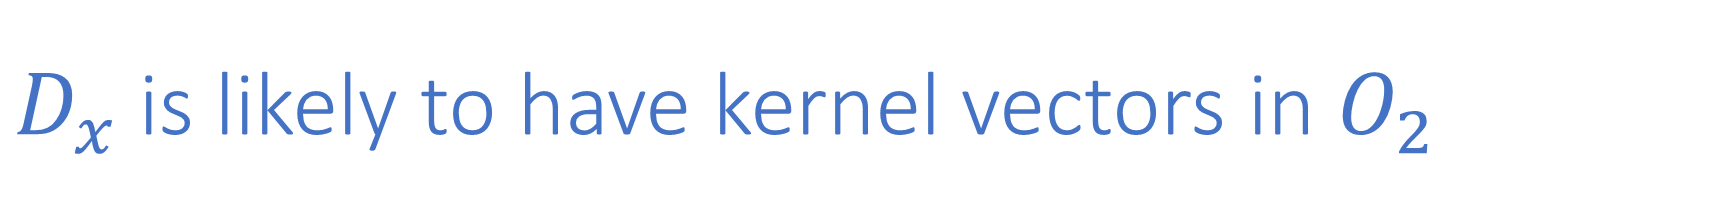 $D_x$ is likely to have kernel vectors in $O_2$